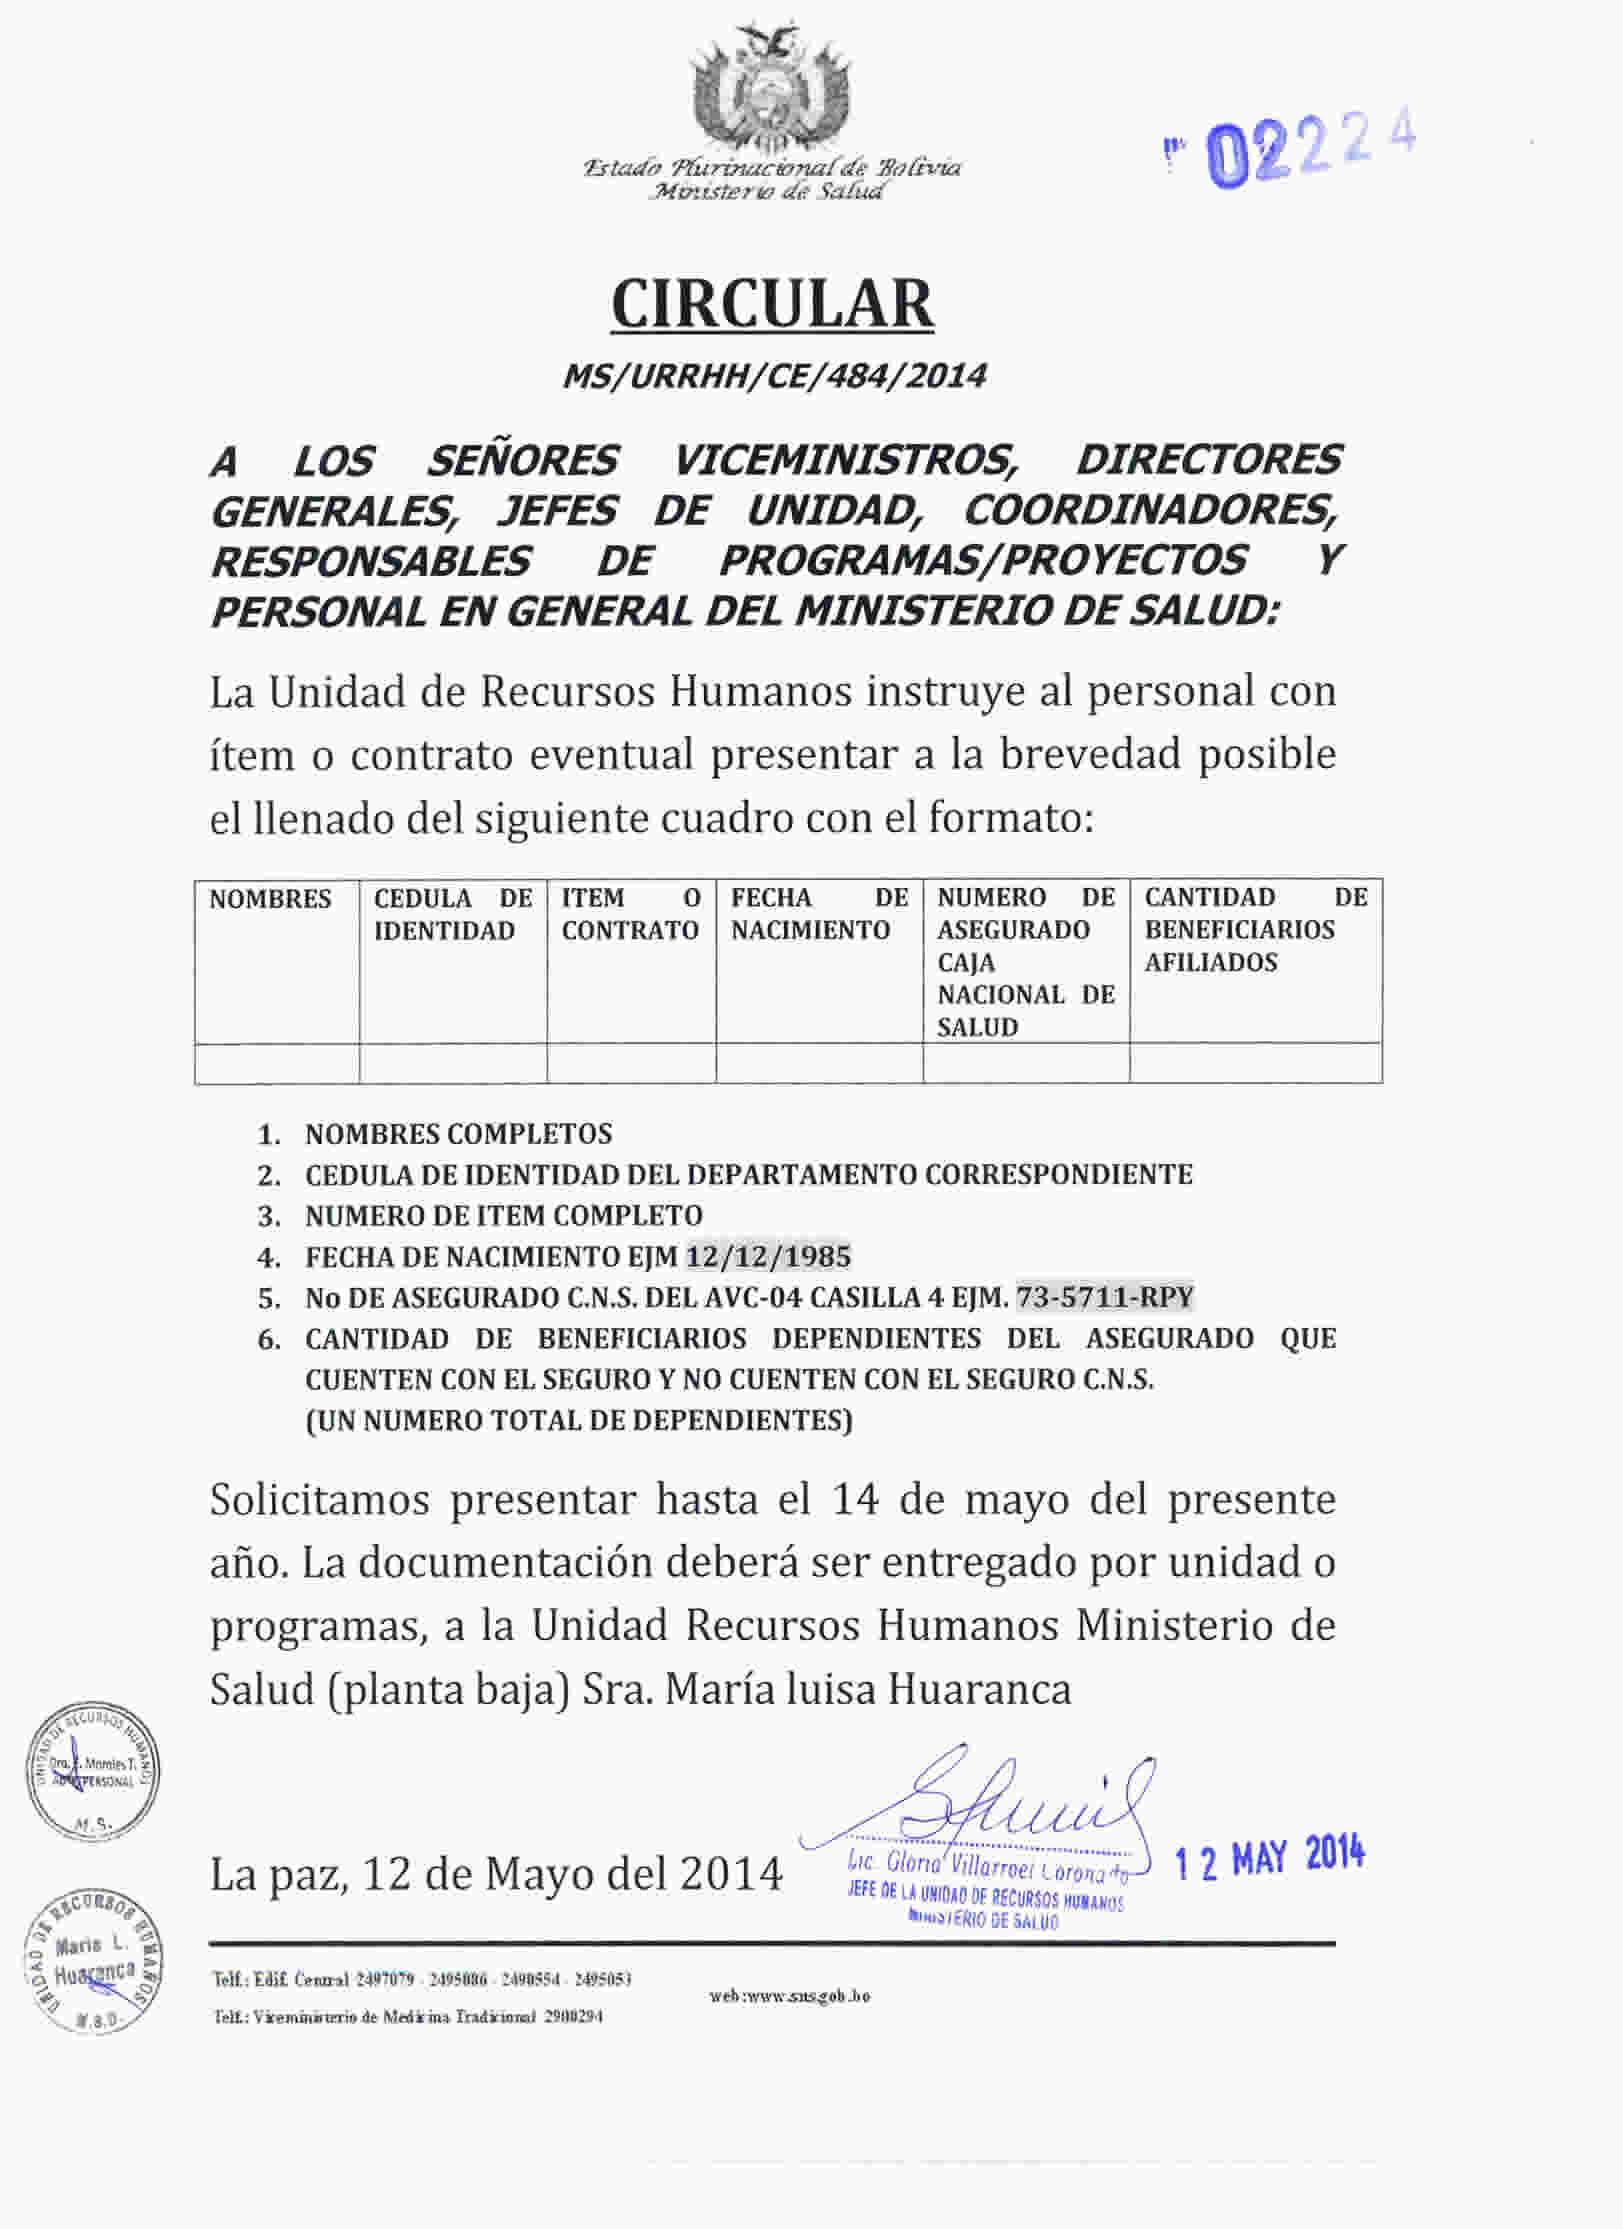 Estado Plurinacional de Bolivia
Ministerio de Salud
02224
CIRCULAR
MS/URRHH/CE/484/2014
A LOS SEÑORES VICEMINISTROS, DIRECTORES
GENERALES, JEFES DE UNIDAD, COORDINADORES,
RESPONSABLES DE PROGRAMAS/PROYECTOS Y
PERSONAL EN GENERAL DEL MINISTERIO DE SALUD:
La Unidad de Recursos Humanos instruye al personal con
ítem o contrato eventual presentar a la brevedad posible
el llenado del siguiente cuadro con el formato:
NOMBRES
CEDULA DE
IDENTIDAD
ITEM O
CONTRATO
FECHA DE
NACIMIENTO
NUMERO DE
ASEGURADO
CAJA
NACIONAL DE
SALUD
CANTIDAD DE
BENEFICIARIOS
AFILIADOS
1. NOMBRES COMPLETOS
2. CEDULA DE IDENTIDAD DEL DEPARTAMENTO CORRESPONDIENTE
3. NUMERO DE ITEM COMPLETO
4. FECHA DE NACIMIENTO EJM 12/12/1985
5. No DE ASEGURADO C.N.S. DEL AVC-04 CASILLA 4 EJM. 73-5711-RPY
6. CANTIDAD DE BENEFICIARIOS DEPENDIENTES DEL ASEGURADO QUE
CUENTEN CON EL SEGURO Y NO CUENTEN CON EL SEGURO C.N.S.
(UN NUMERO TOTAL DE DEPENDIENTES)
Solicitamos presentar hasta el 14 de mayo del presente
año. La documentación deberá ser entregado por unidad o
programas, a la Unidad Recursos Humanos Ministerio de
Salud (planta baja) Sra. María luisa Huaranca
UNIDAD DE RECURSOS HUMANOS
Dra. E. Morales T.
ADM. PERSONAL
M.S.
La paz, 12 de Mayo del 2014
Lic. Gloria Villarroel Coronado
JEFE DE LA UNIDAD DE RECURSOS HUMANOS
MINISTERIO DE SALUD
12 MAY 2014
UNIDAD DE RECURSOS HUMANOS
Maria L.
Huaranca
M.S.D.
Telf.: Edif. Central 2497079 - 2495086 - 2490554 - 2495053
web:www.sns.gob.bo
Telf.: Viceministerio de Medicina Tradicional 2900294